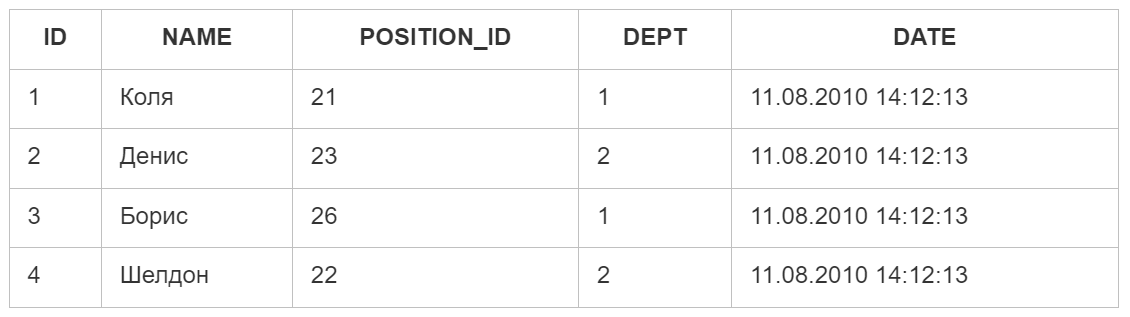 ID NAME POSITION_ID DEPT DATE
1 Коля 21 1 11.08.2010 14:12:13
2 Денис 23 2 11.08.2010 14:12:13
3 Борис 26 1 11.08.2010 14:12:13
4 Шелдон 22 2 11.08.2010 14:12:13